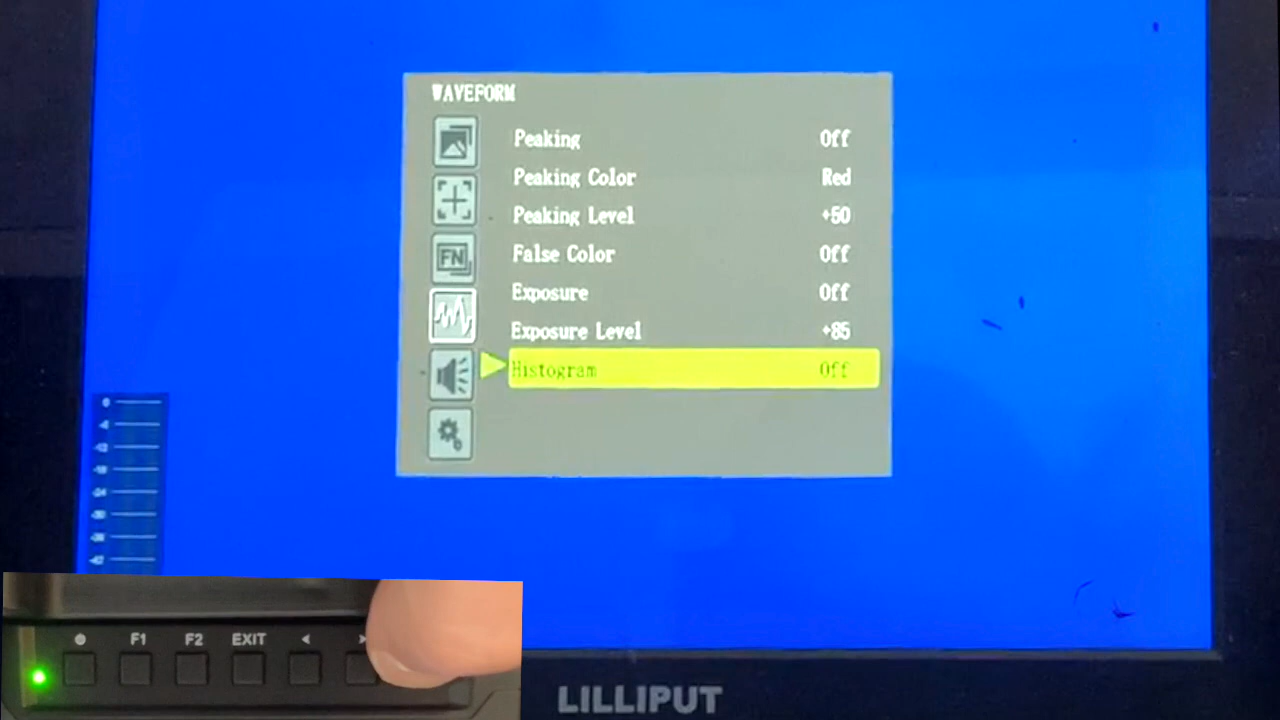 WAVEFORM
Peaking Off
Peaking Color Red
Peaking Level +50
FN
False Color Off
Exposure Off
Exposure Level +85
Histogram Off
F1 F2 EXIT
LILLIPUT